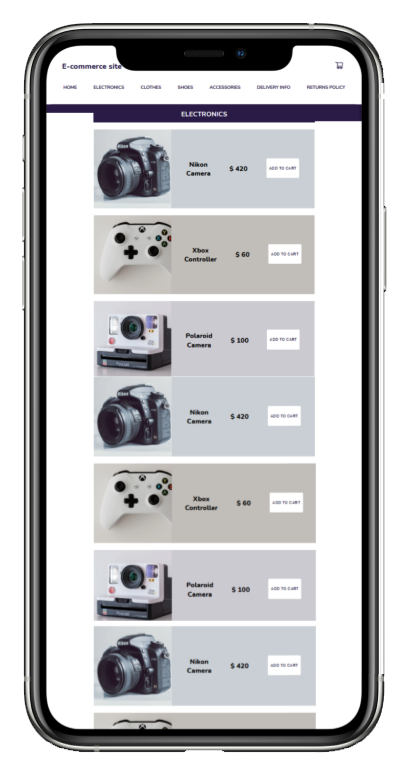 E-commerce site
HOME ELECTRONICS CLOTHES SHOES ACCESSORIES DELIVERY INFO RETURNS POLICY
ELECTRONICS
Nikon
Camera
$ 420
ADD TO CART
Xbox
Controller
$ 60
ADD TO CART
Polaroid
Camera
$ 100
ADD TO CART
Nikon
Camera
$ 420
ADD TO CART
Xbox
Controller
$ 60
ADD TO CART
Polaroid
Camera
$ 100
ADD TO CART
Nikon
Camera
$ 420
ADD TO CART